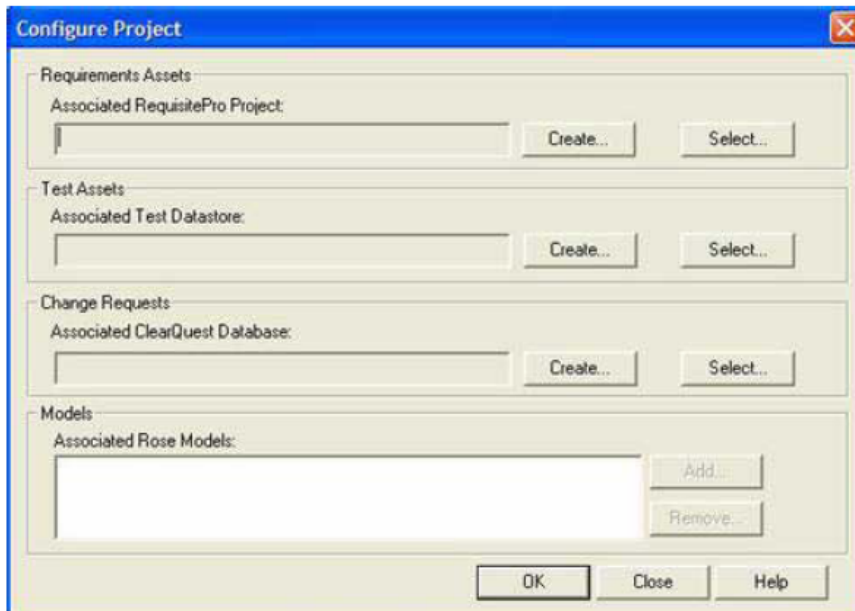 Configure Project
Requirements Assets
Associated RequisitePro Project:
Create... Select...
Test Assets
Associated Test Datastore:
Create... Select...
Change Requests
Associated ClearQuest Database:
Create... Select...
Models
Associated Rose Models:
Add...
Remove...
OK Close Help